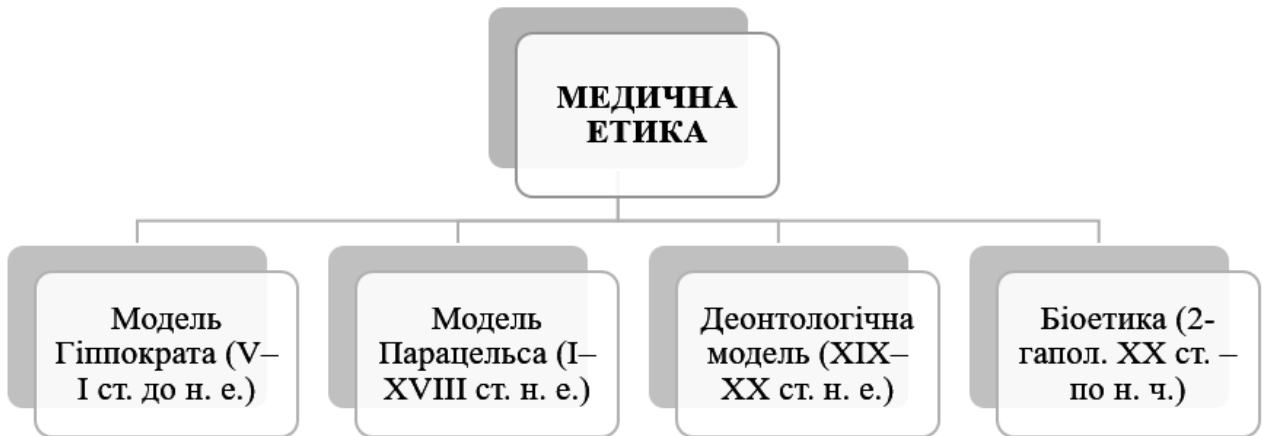 МЕДИЧНА
ЕТИКА
Модель
Гіппократа (V–
I ст. до н. е.)
Модель
Парацельса (I–
XVIII ст. н. е.)
Деонтологічна
модель (XIX–
XX ст. н. е.)
Біоетика (2-
гапол. XX ст. –
по н. ч.)